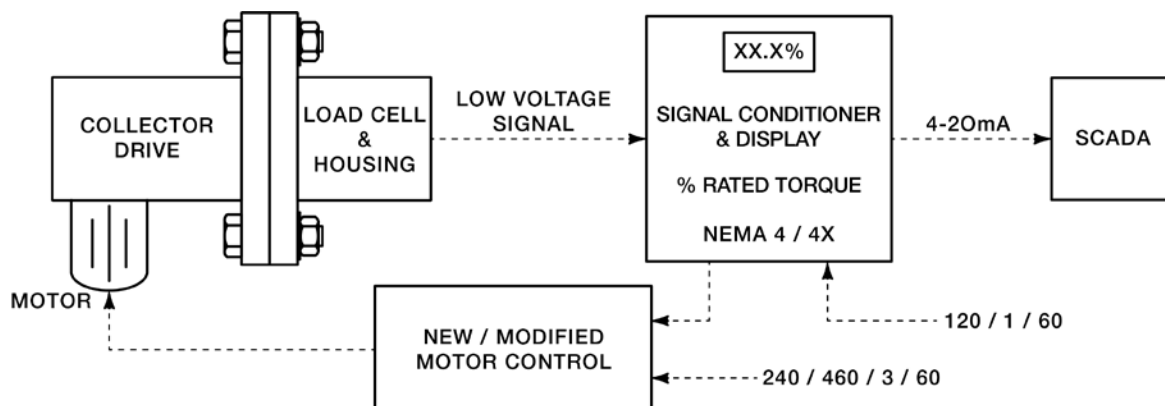 XX.X%
COLLECTOR
DRIVE
LOAD CELL
&
HOUSING
LOW VOLTAGE
SIGNAL
SIGNAL CONDITIONER
& DISPLAY
% RATED TORQUE
NEMA 4 / 4X
4-20mA
SCADA
MOTOR
NEW / MODIFIED
MOTOR CONTROL
120 / 1 / 60
240 / 460 / 3 / 60